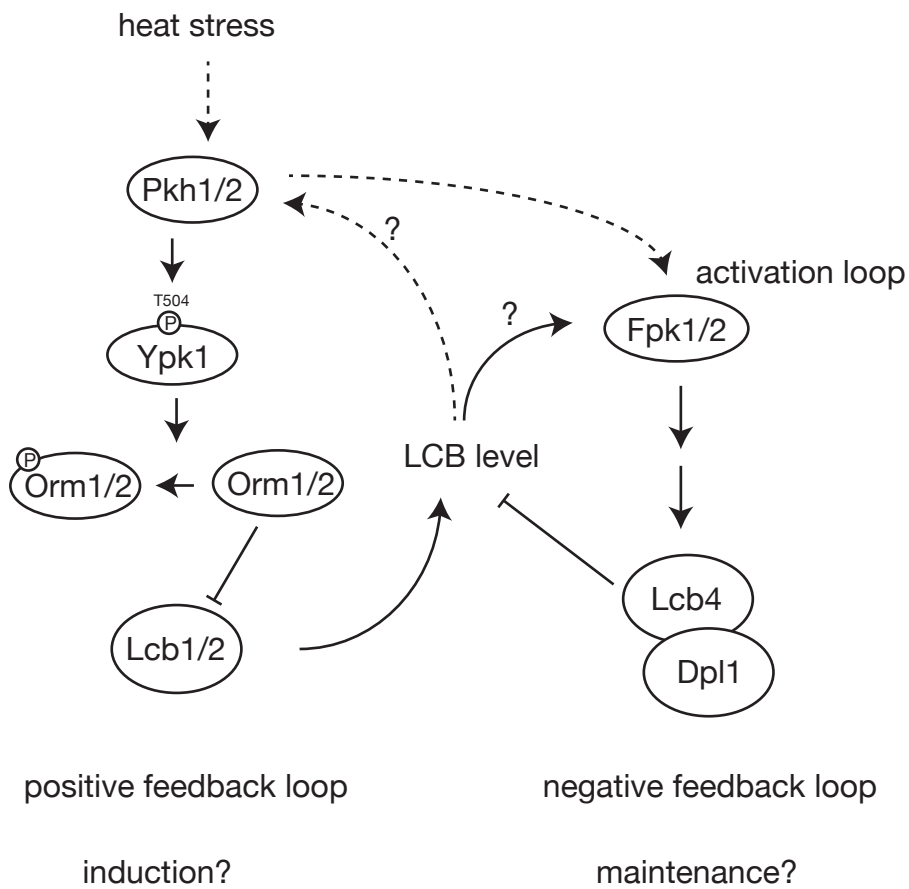 heat stress
Pkh1/2
?
activation loop
T504
P
Ypk1
?
Fpk1/2
LCB level
P
Orm1/2
Orm1/2
Lcb4
Lcb1/2
Dpl1
positive feedback loop
negative feedback loop
induction?
maintenance?